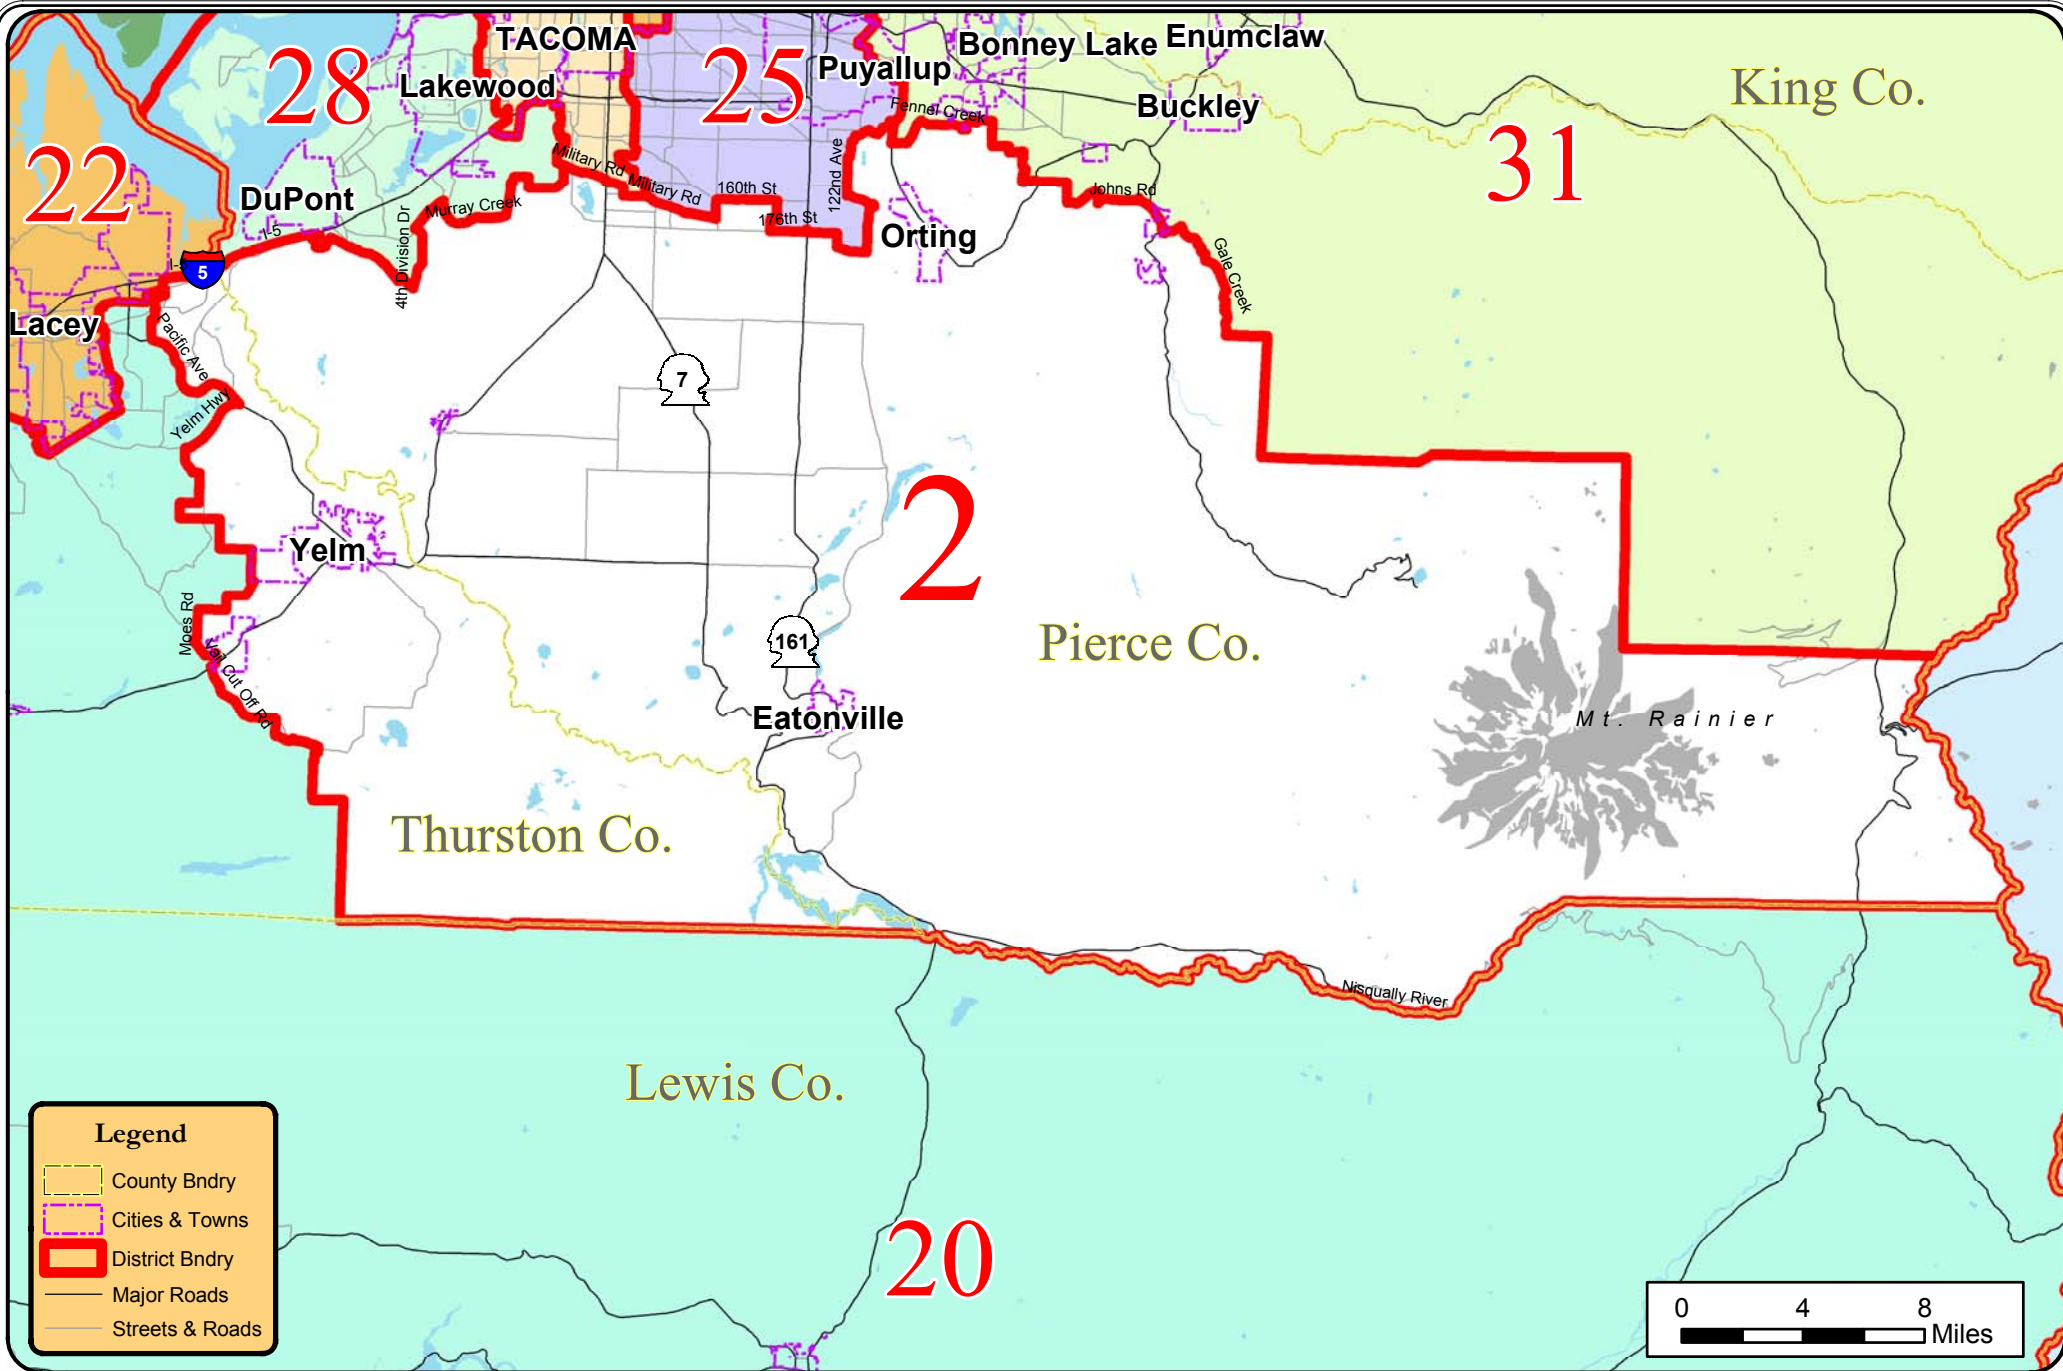 TACOMA
Bonney Lake
Enumclaw
28
25
Puyallup
King Co.
Lakewood
Fennel Creek
Buckley
31
22
Military Rd
Military Rd
160th St
122nd Ave
Johns Rd
DuPont
Murray Creek
176th St
Orting
I-5
4th Division Dr
Gale Creek
I-5
5
Lacey
Pacific Ave
7
Yelm Hwy
2
Yelm
Moes Rd
161
Pierce Co.
Vail Cut Off Rd
Eatonville
Mt. Rainier
Thurston Co.
Nisqually River
Lewis Co.
20
Legend
County Bndry
Cities & Towns
District Bndry
Major Roads
Streets & Roads
0 4 8
Miles